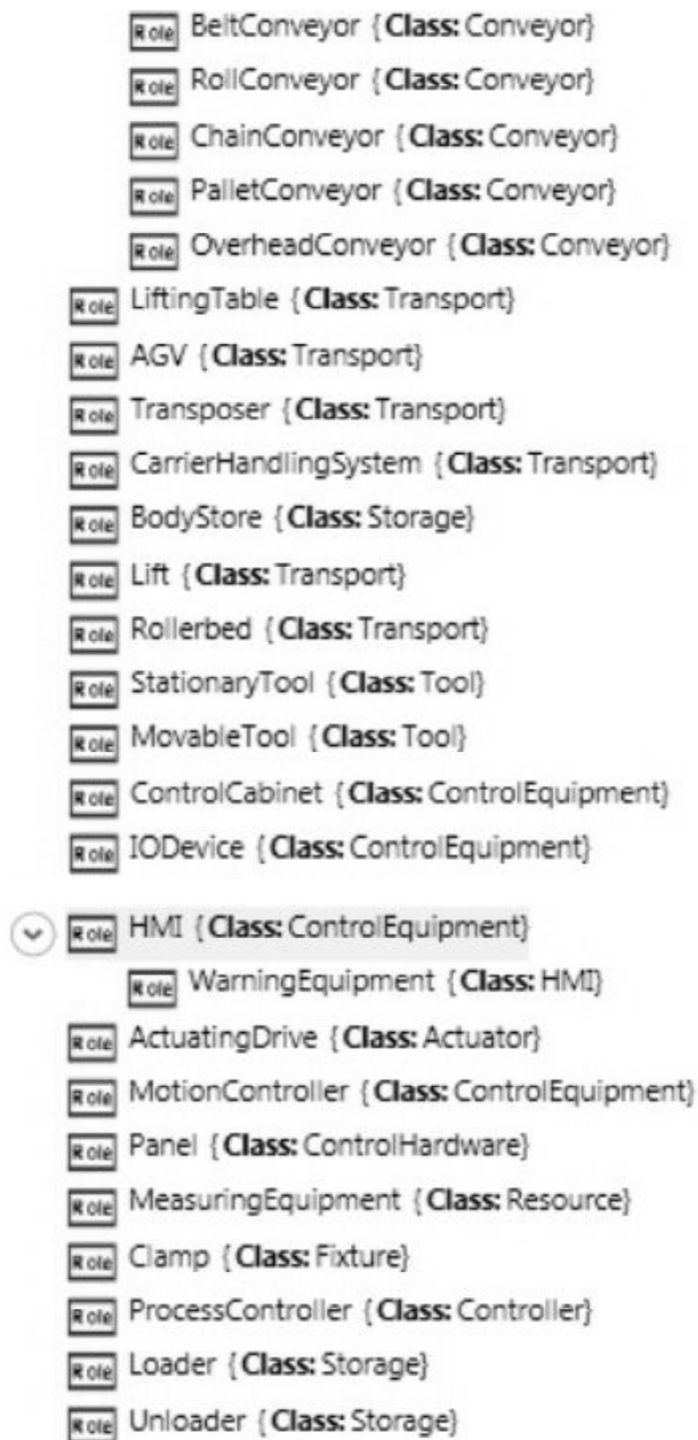 Role BeltConveyor {Class: Conveyor}
Role RollConveyor {Class: Conveyor}
Role ChainConveyor {Class: Conveyor}
Role PalletConveyor {Class: Conveyor}
Role OverheadConveyor {Class: Conveyor}
Role LiftingTable {Class: Transport}
Role AGV {Class: Transport}
Role Transposer {Class: Transport}
Role CarrierHandlingSystem {Class: Transport}
Role BodyStore {Class: Storage}
Role Lift {Class: Transport}
Role Rollerbed {Class: Transport}
Role StationaryTool {Class: Tool}
Role MovableTool {Class: Tool}
Role ControlCabinet {Class: ControlEquipment}
Role IODevice {Class: ControlEquipment}
Role HMI {Class: ControlEquipment}
Role WarningEquipment {Class: HMI}
Role ActuatingDrive {Class: Actuator}
Role MotionController {Class: ControlEquipment}
Role Panel {Class: ControlHardware}
Role MeasuringEquipment {Class: Resource}
Role Clamp {Class: Fixture}
Role ProcessController {Class: Controller}
Role Loader {Class: Storage}
Role Unloader {Class: Storage}